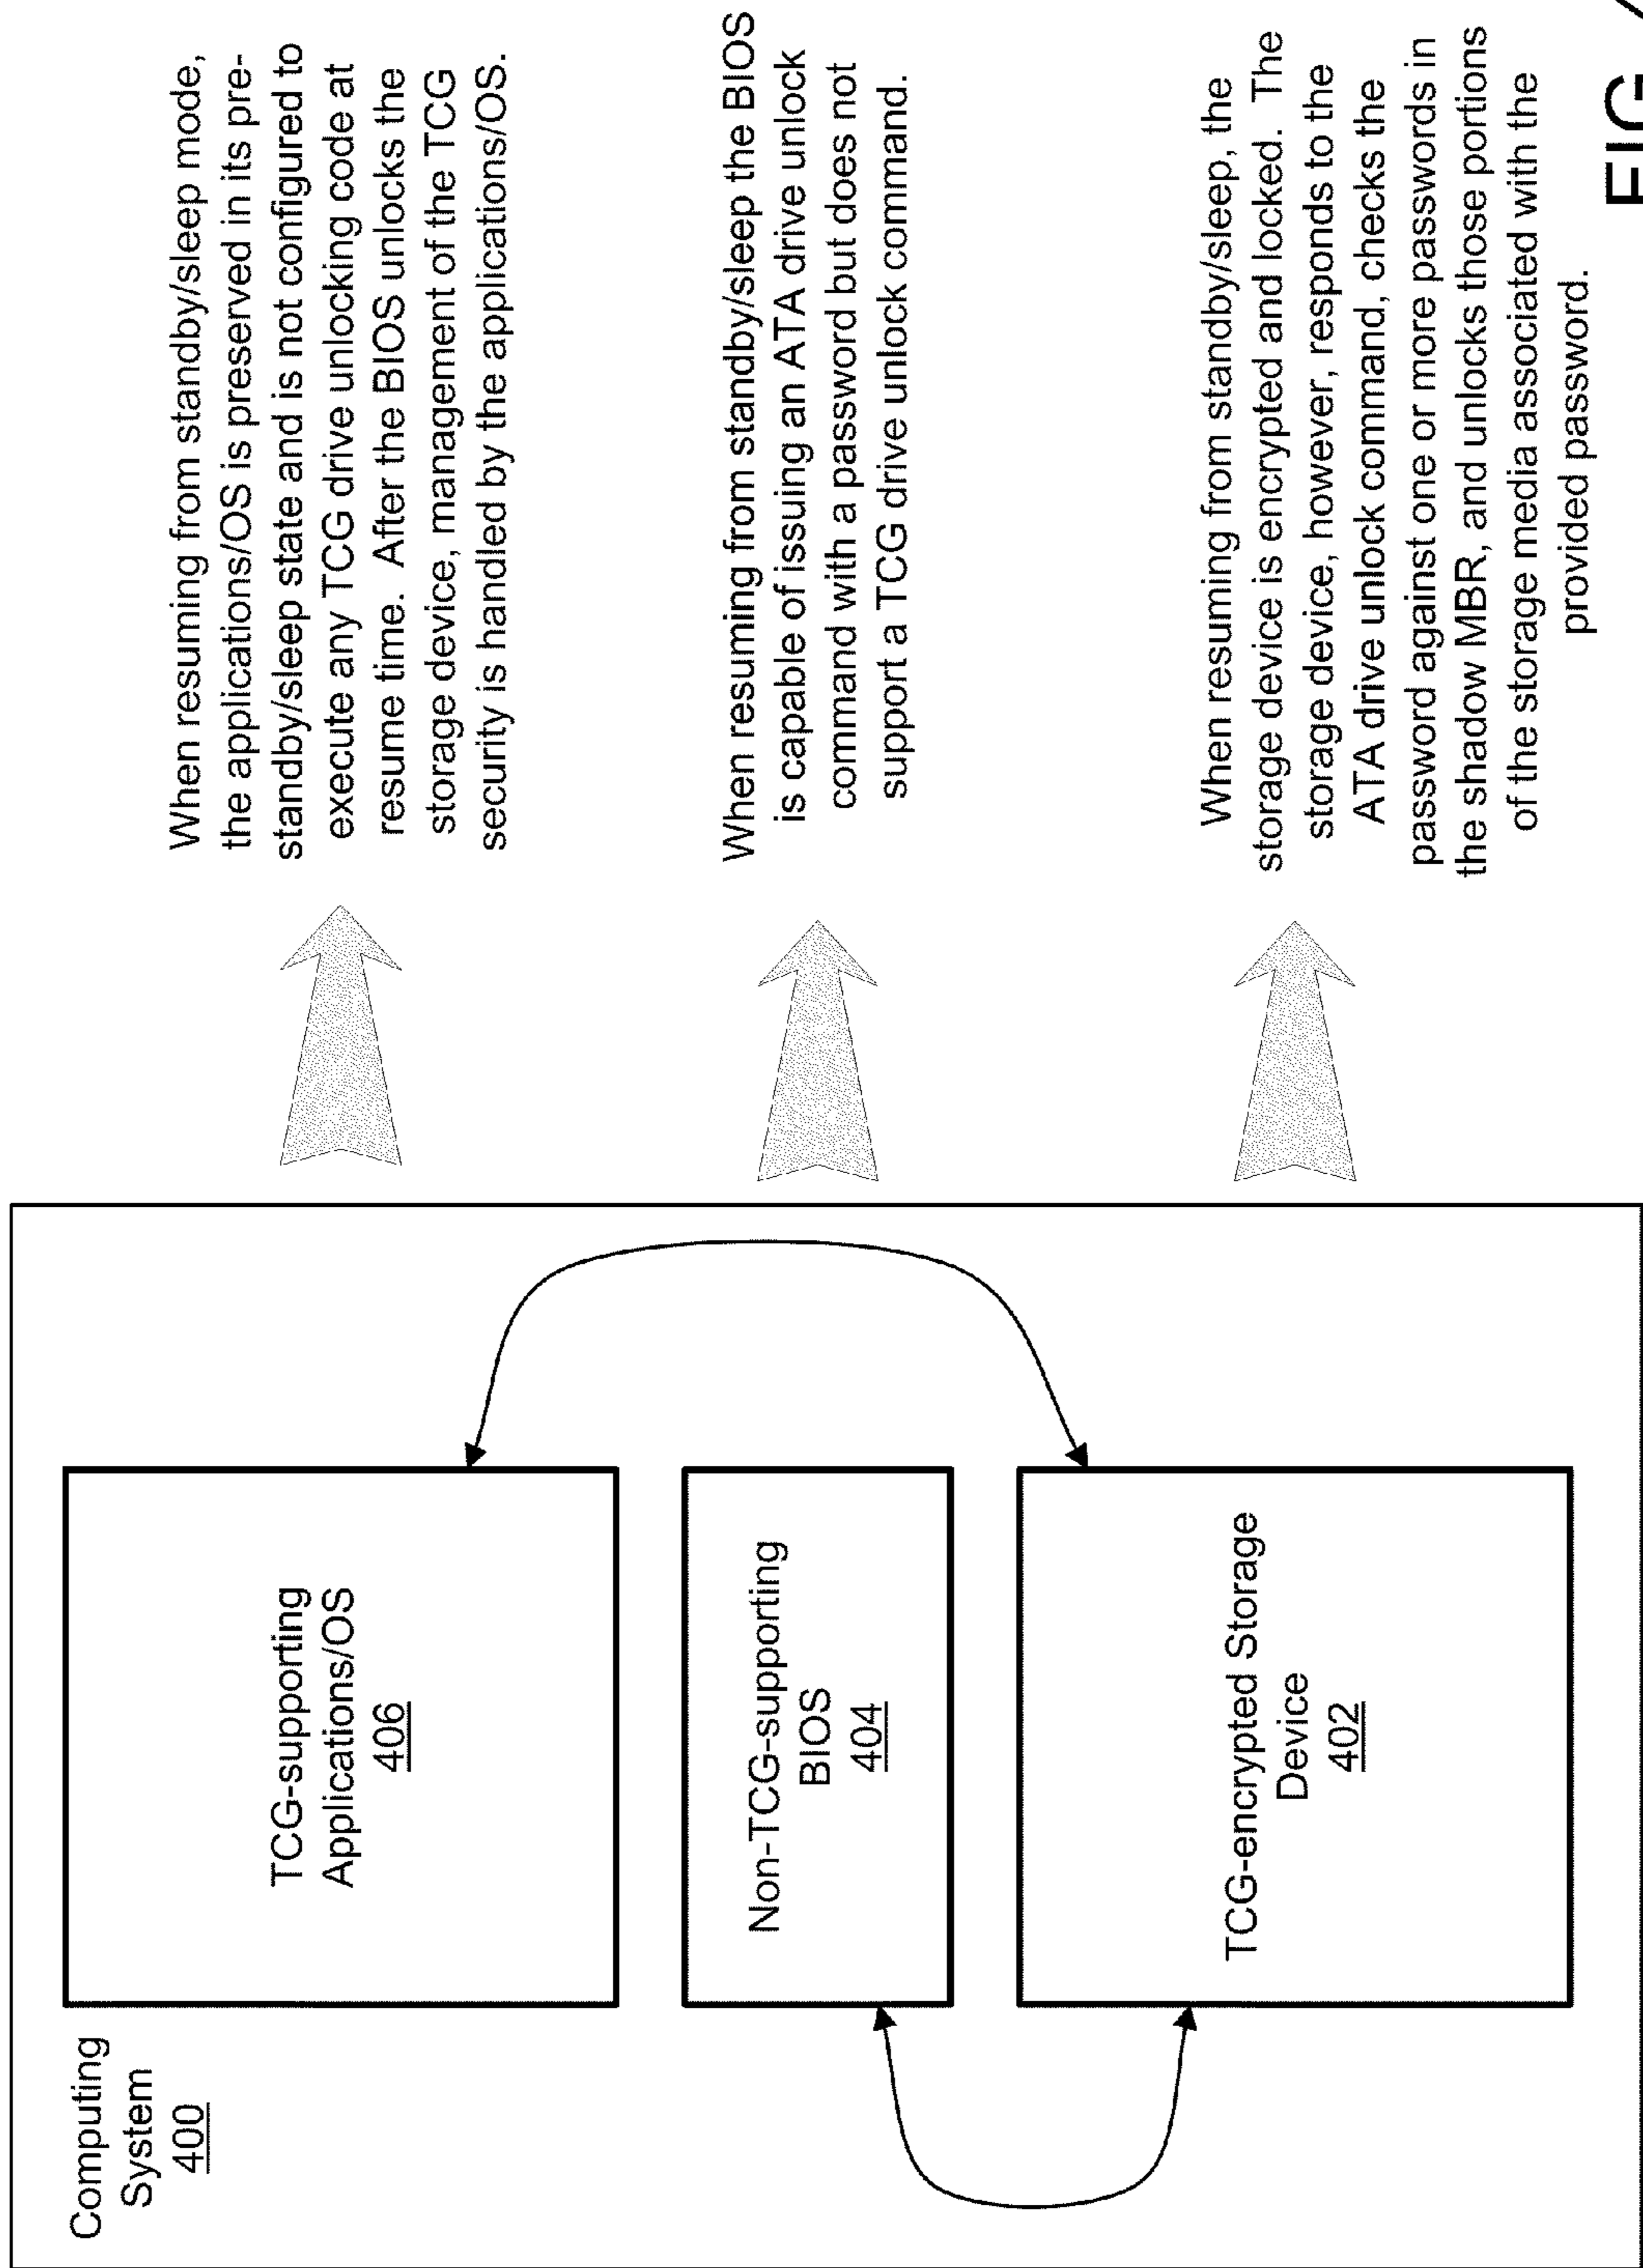 Computing
System
400
TCG-supporting
Applications/OS
406
Non-TCG-supporting
BIOS
404
TCG-encrypted Storage
Device
402
When resuming from standby/sleep mode,
the applications/OS is preserved in its pre-
standby/sleep state and is not configured to
execute any TCG drive unlocking code at
resume time. After the BIOS unlocks the
storage device, management of the TCG
security is handled by the applications/OS.
When resuming from standby/sleep the BIOS
is capable of issuing an ATA drive unlock
command with a password but does not
support a TCG drive unlock command.
When resuming from standby/sleep, the
storage device is encrypted and locked. The
storage device, however, responds to the
ATA drive unlock command, checks the
password against one or more passwords in
the shadow MBR, and unlocks those portions
of the storage media associated with the
provided password.
FIG.